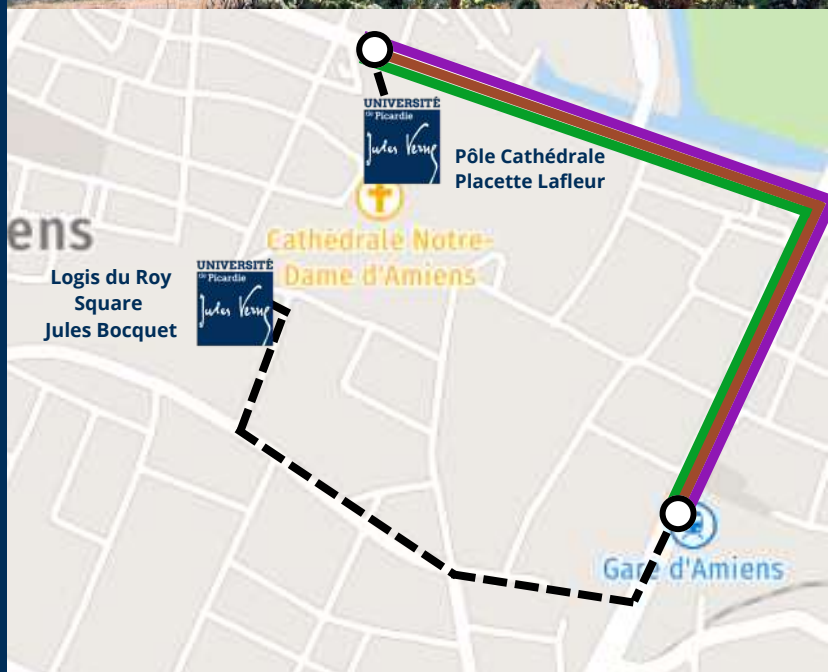 UNIVERSITÉ
de Picardie
Jules Verne
Pôle Cathédrale
Placette Lafleur
ens
Cathédrale Notre-
Dame d'Amiens
UNIVERSITÉ
de Picardie
Jules Verne
Logis du Roy
Square
Jules Bocquet
Gare d'Amiens